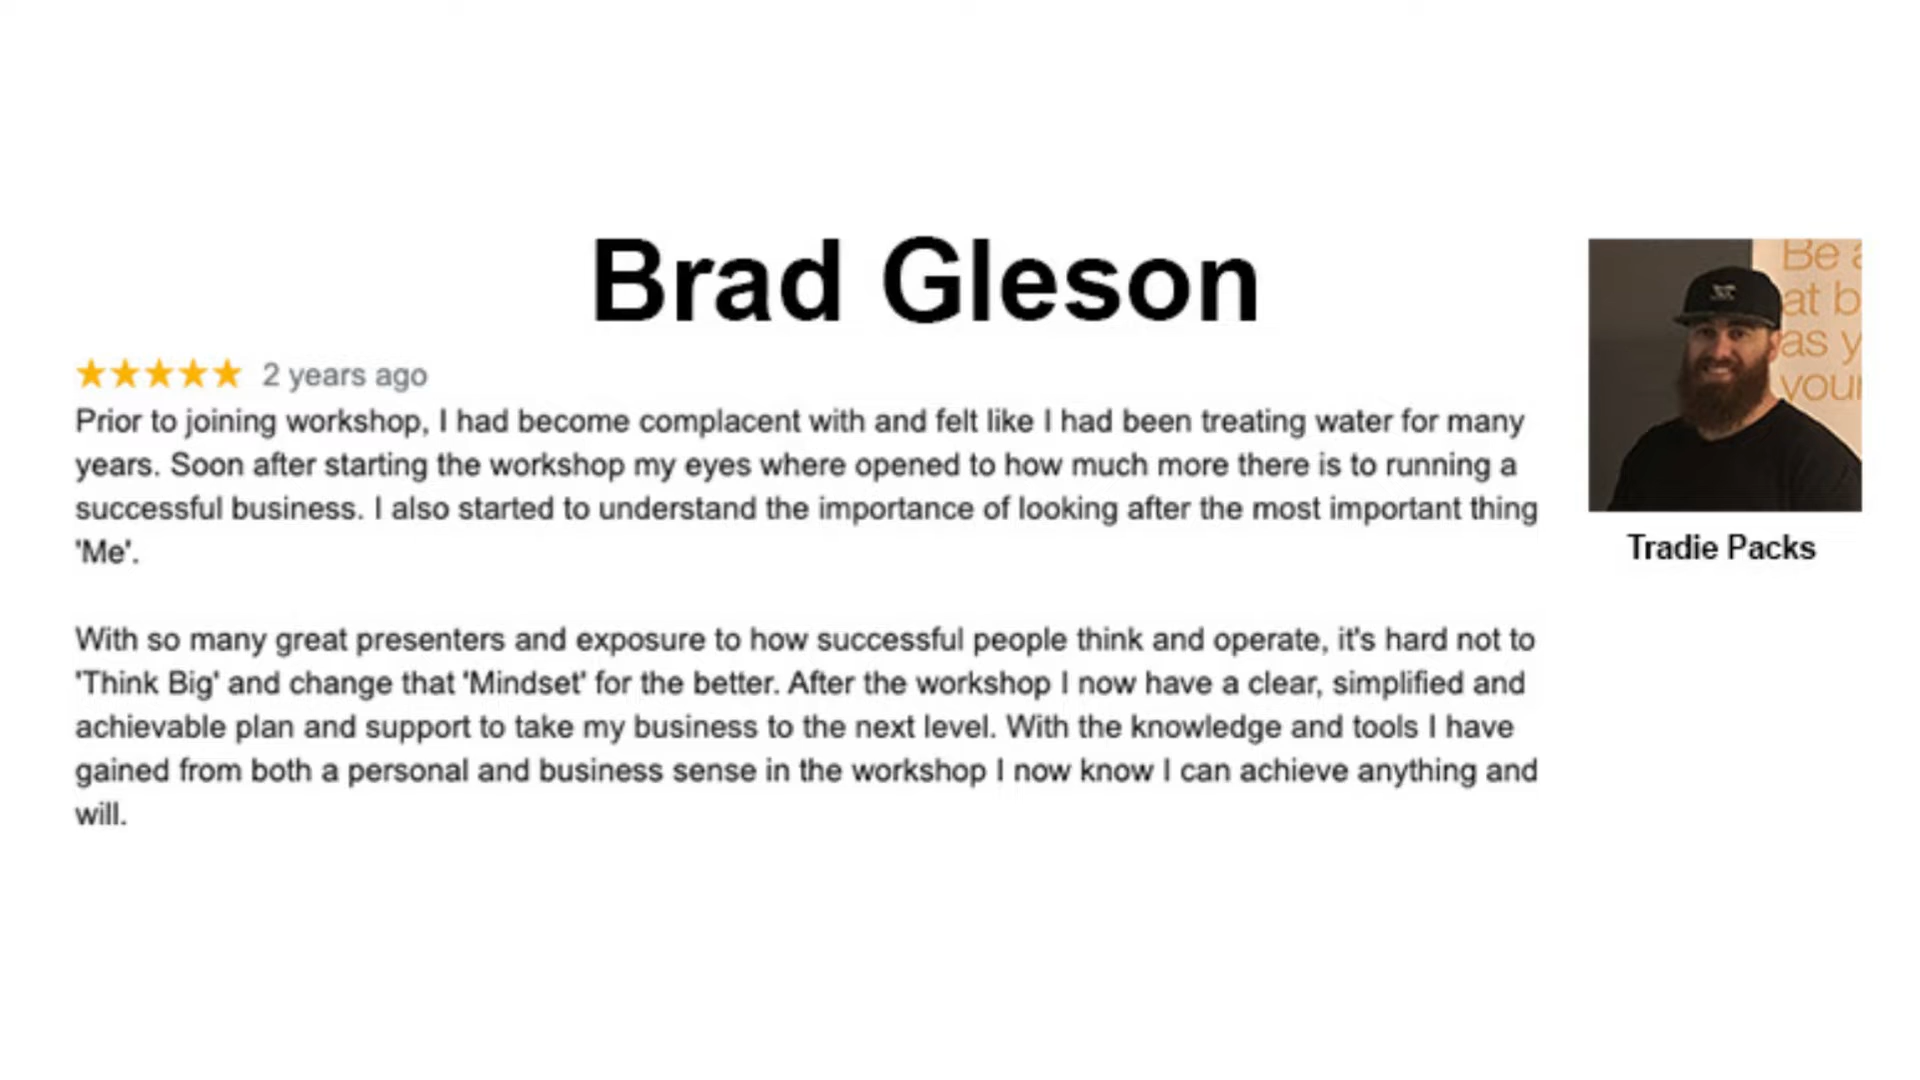 Brad Gleson
2 years ago
Prior to joining workshop, I had become complacent with and felt like I had been treating water for many
years. Soon after starting the workshop my eyes where opened to how much more there is to running a
successful business. I also started to understand the importance of looking after the most important thing
'Me'.
With so many great presenters and exposure to how successful people think and operate, it's hard not to
'Think Big' and change that 'Mindset' for the better. After the workshop I now have a clear, simplified and
achievable plan and support to take my business to the next level. With the knowledge and tools I have
gained from both a personal and business sense in the workshop I now know I can achieve anything and
will.
Be a
at b
as y
your
Tradie Packs